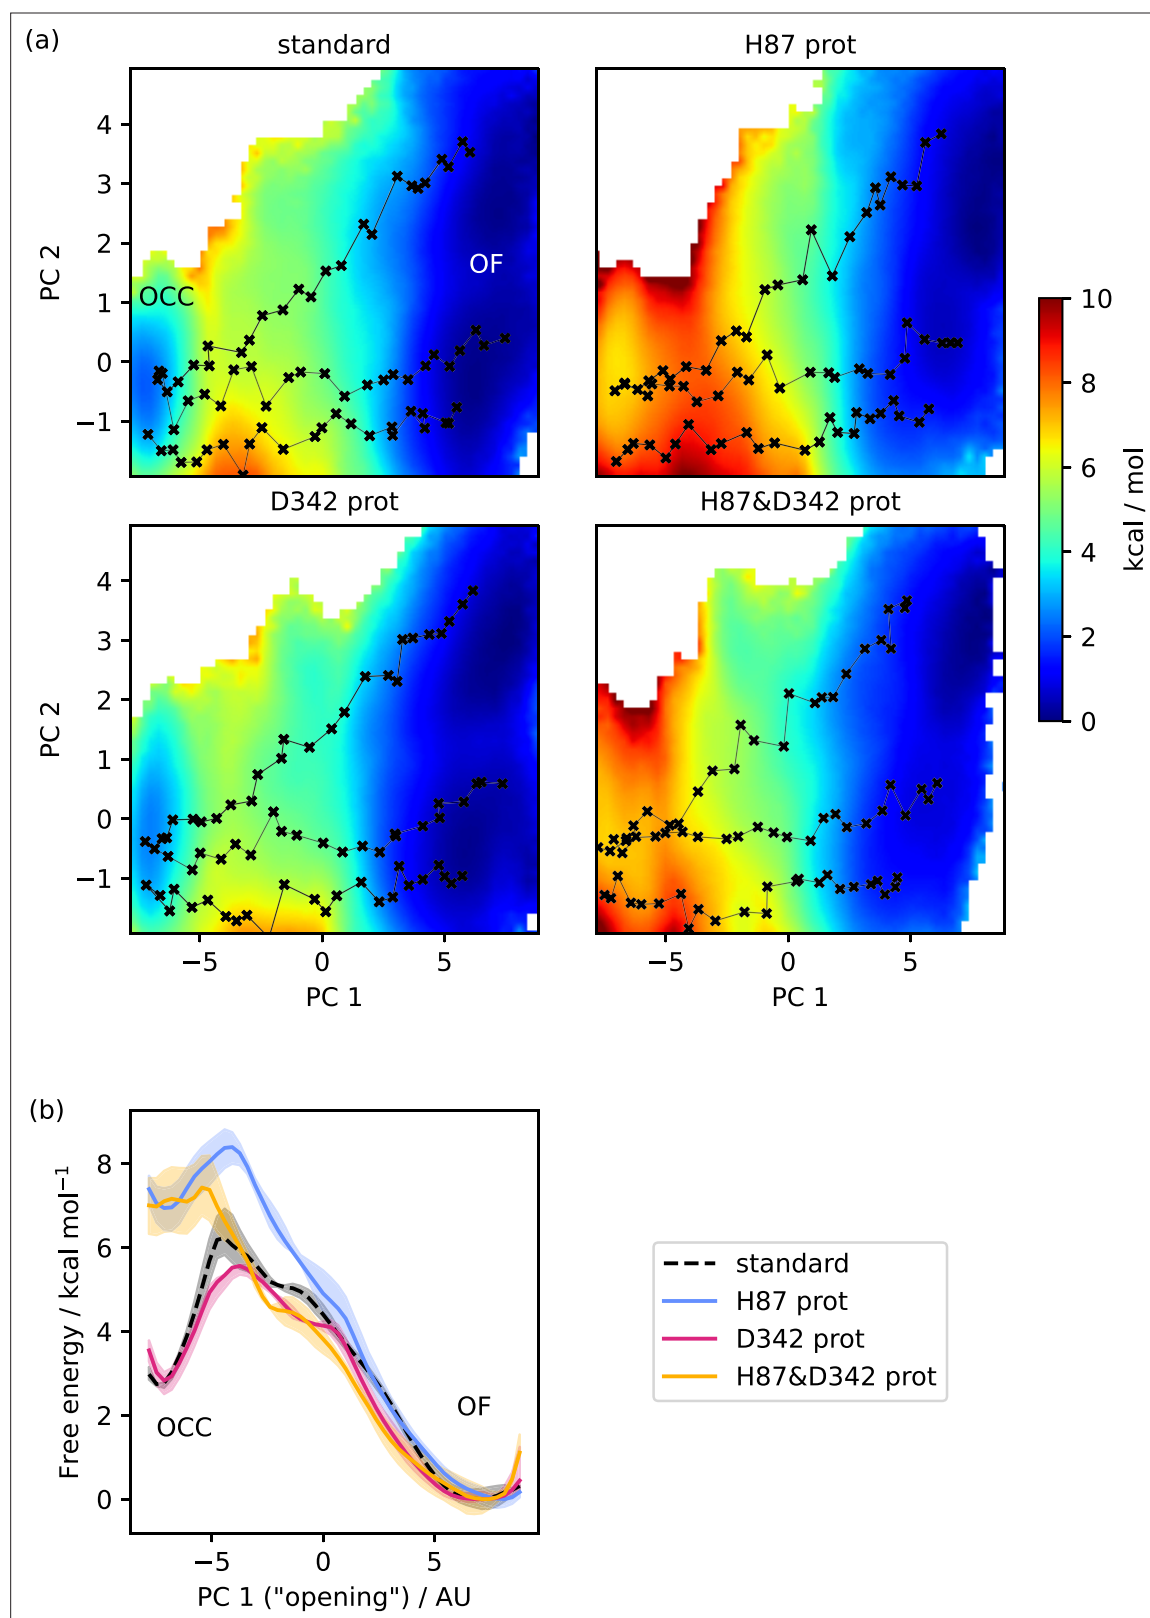 (a)
standard
H87 prot
PC 2
4
3
2
1
0
−1
OCC
OF
D342 prot
H87&D342 prot
PC 2
4
3
2
1
0
−1
−5
0
5
PC 1
−5
0
5
PC 1
10
8
6
4
2
0
kcal / mol
(b)
Free energy / kcal mol⁻¹
8
6
4
2
0
OCC
OF
−5
0
5
PC 1 ("opening") / AU
standard
H87 prot
D342 prot
H87&D342 prot